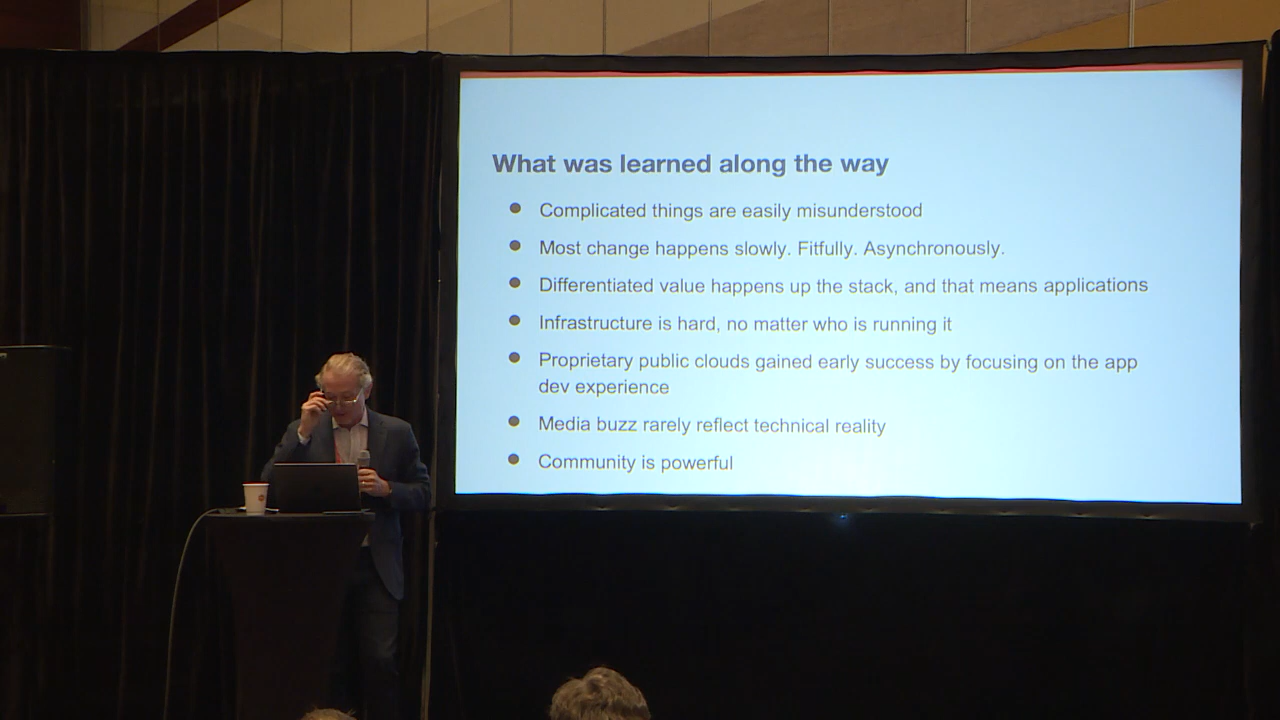 What was learned along the way
Complicated things are easily misunderstood
Most change happens slowly. Fitfully. Asynchronously.
Differentiated value happens up the stack, and that means applications
Infrastructure is hard, no matter who is running it
Proprietary public clouds gained early success by focusing on the app
dev experience
Media buzz rarely reflect technical reality
Community is powerful